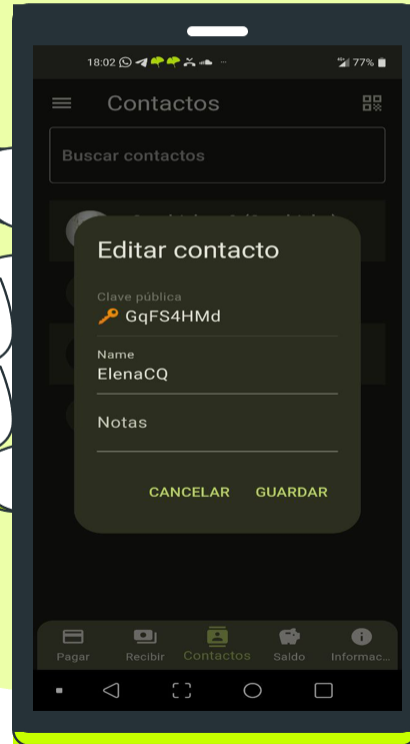 18:02
77%
Contactos
Buscar contactos
Editar contacto
Clave pública
GqFS4HMd
Name
ElenaCQ
Notas
CANCELAR GUARDAR
Pagar Recibir Contactos Saldo Informac...